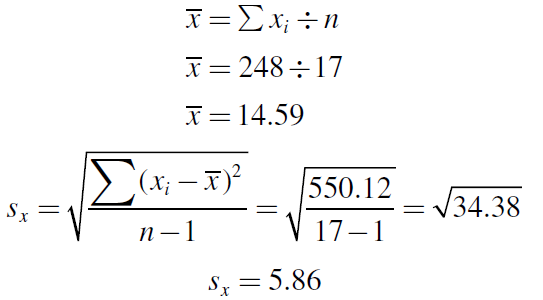 x̅ = ∑ xᵢ ÷ n
x̅ = 248 ÷ 17
x̅ = 14.59
sₓ = √(∑(xᵢ − x̅)² / (n − 1)) = √(550.12 / (17 − 1)) = √34.38
sₓ = 5.86